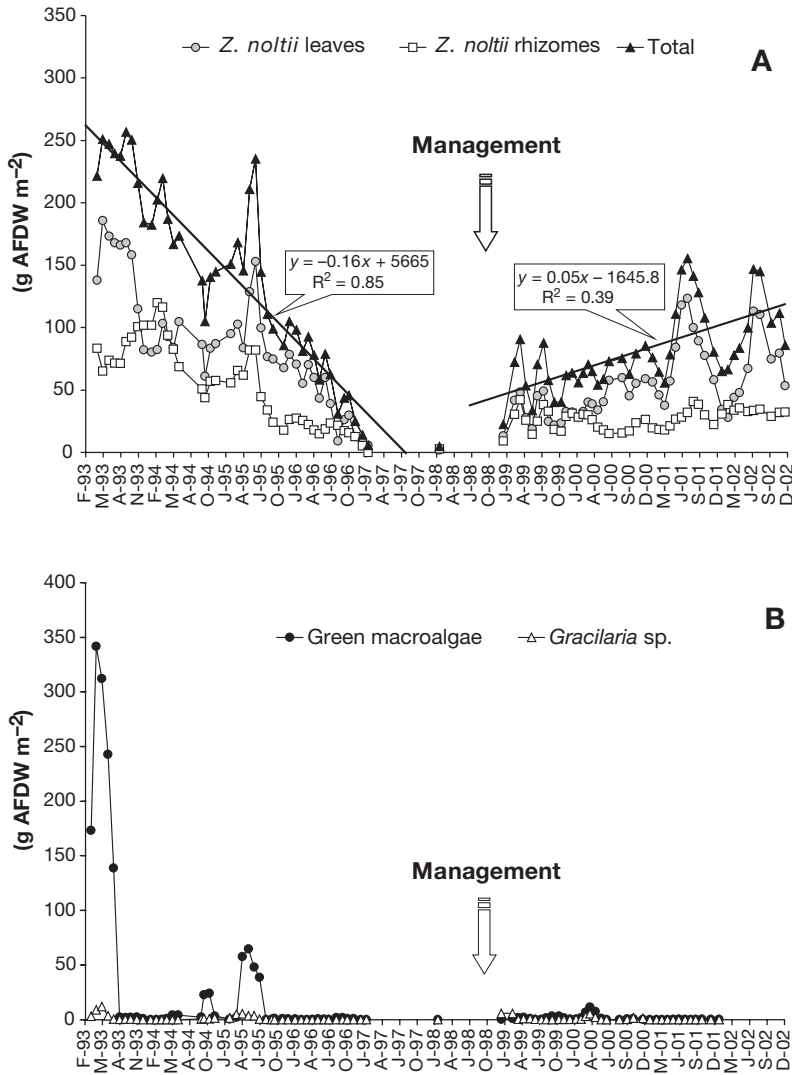 350
300
250
200
150
100
50
0
(g AFDW m–2)
Z. noltii leaves
Z. noltii rhizomes
Total
A
Management
y = –0.16x + 5665
R2 = 0.85
y = 0.05x – 1645.8
R2 = 0.39
F-93
M-93
A-93
N-93
F-94
M-94
A-94
O-94
J-95
A-95
J-95
O-95
J-96
A-96
J-96
O-96
J-97
A-97
J-97
O-97
J-98
A-98
J-98
O-98
J-99
A-99
J-99
O-99
J-00
A-00
S-00
D-00
M-01
J-01
S-01
D-01
M-02
J-02
S-02
D-02
400
350
300
250
200
150
100
50
0
(g AFDW m–2)
Green macroalgae
Gracilaria sp.
B
Management
F-93
M-93
A-93
N-93
F-94
M-94
A-94
O-94
J-95
A-95
J-95
O-95
J-96
A-96
J-96
O-96
J-97
A-97
J-97
O-97
J-98
A-98
J-98
O-98
J-99
A-99
J-99
O-99
J-00
A-00
S-00
D-00
M-01
J-01
S-01
D-01
M-02
J-02
S-02
D-02